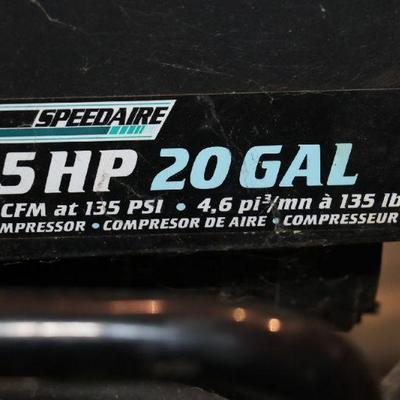 SPEEDAIRE
5 HP 20 GAL
CFM at 135 PSI • 4,6 pi³/mn à 135 lb
MPRESSOR • COMPRESOR DE AIRE • COMPRESSEUR